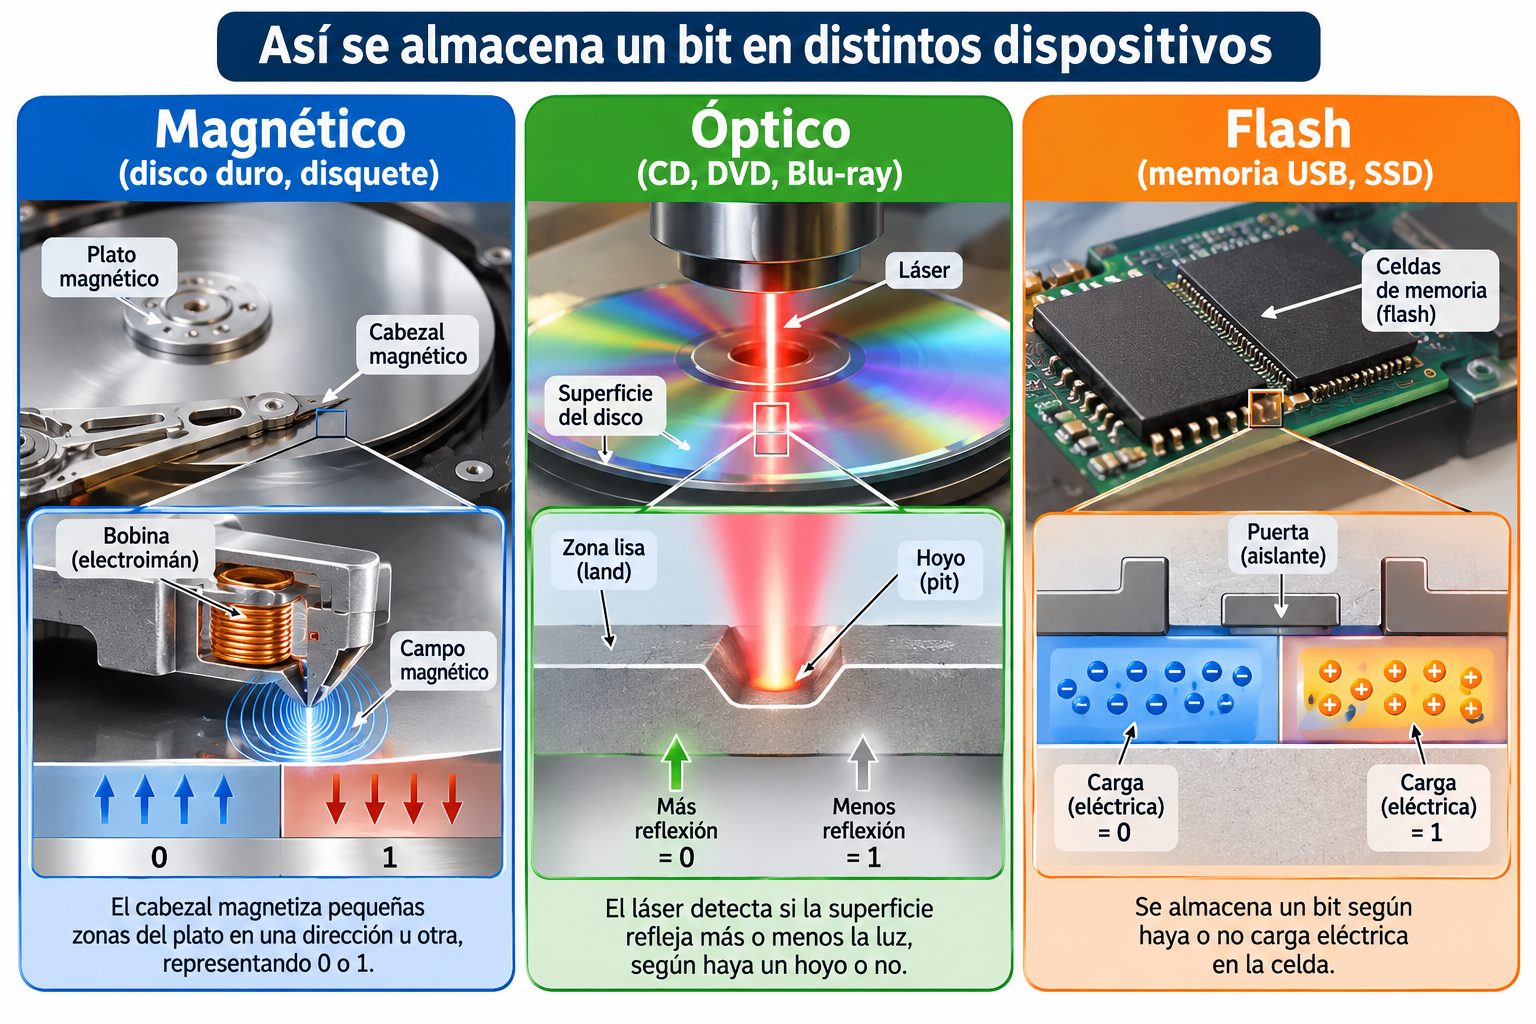 Así se almacena un bit en distintos dispositivos
Magnético
(disco duro, disquete)
Plato
magnético
Cabezal
magnético
Bobina
(electroimán)
Campo
magnético
0
1
El cabezal magnetiza pequeñas
zonas del plato en una dirección u otra,
representando 0 o 1.
Óptico
(CD, DVD, Blu-ray)
Láser
Superficie
del disco
Zona lisa
(land)
Hoyo
(pit)
Más
reflexión
= 0
Menos
reflexión
= 1
El láser detecta si la superficie
refleja más o menos la luz,
según haya un hoyo o no.
Flash
(memoria USB, SSD)
Celdas
de memoria
(flash)
Puerta
(aislante)
Carga
(eléctrica)
= 0
Carga
(eléctrica)
= 1
Se almacena un bit según
haya o no carga eléctrica
en la celda.